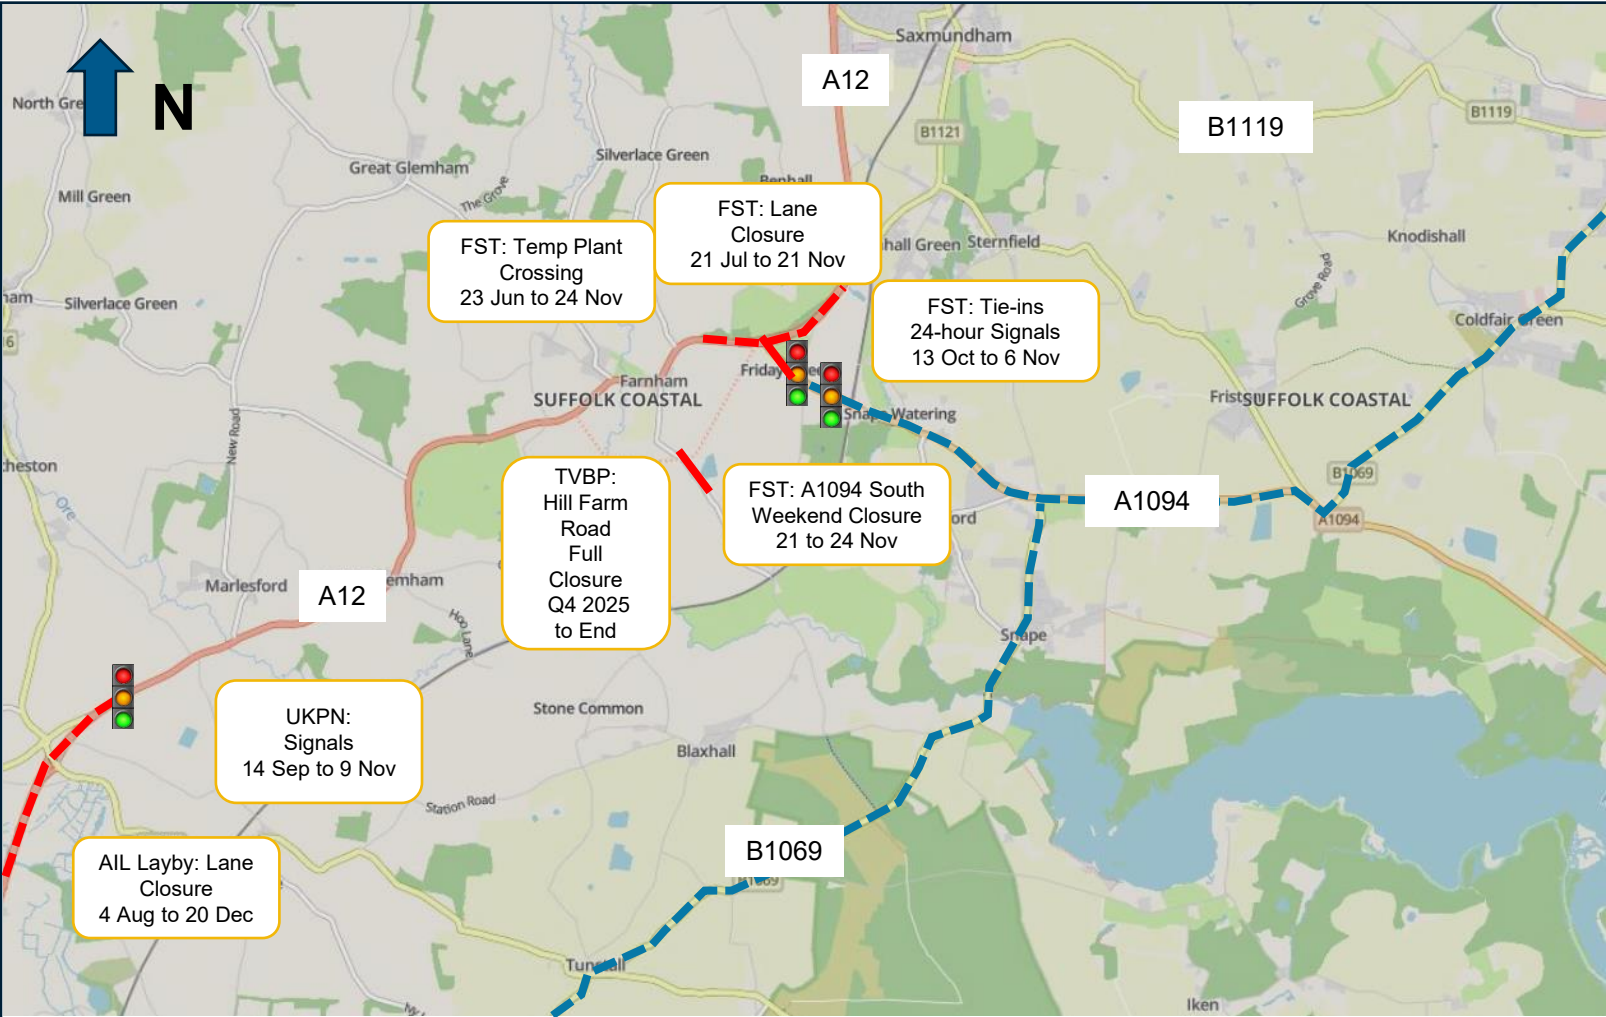 Saxmundham
A12
North Gre
N
B1119
B1119
B1121
Silverlace Green
Great Glemham
The Grove
Mill Green
Benhall
FST: Lane
Closure
21 Jul to 21 Nov
FST: Temp Plant
Crossing
23 Jun to 24 Nov
hall Green
Sternfield
Knodishall
Grove Road
Silverlace Green
FST: Tie-ins
24-hour Signals
13 Oct to 6 Nov
Coldfair Green
Farnham
SUFFOLK COASTAL
Snape Watering
SUFFOLK COASTAL
New Road
Ore
B1069
TVBP:
Hill Farm
Road
Full
Closure
Q4 2025
to End
FST: A1094 South
Weekend Closure
21 to 24 Nov
A1094
A1094
ord
Marlesford
A12
emham
Hoo Lane
Snape
Stone Common
Blaxhall
UKPN:
Signals
14 Sep to 9 Nov
Station Road
B1069
B1069
AIL Layby: Lane
Closure
4 Aug to 20 Dec
Tunstall
Iken